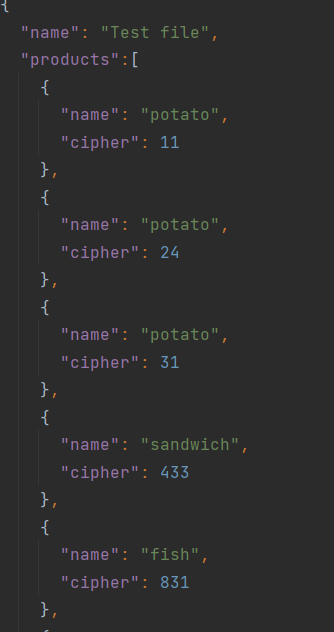 {
  "name": "Test file",
  "products":[
    {
      "name": "potato",
      "cipher": 11
    },
    {
      "name": "potato",
      "cipher": 24
    },
    {
      "name": "potato",
      "cipher": 31
    },
    {
      "name": "sandwich",
      "cipher": 433
    },
    {
      "name": "fish",
      "cipher": 831
    },